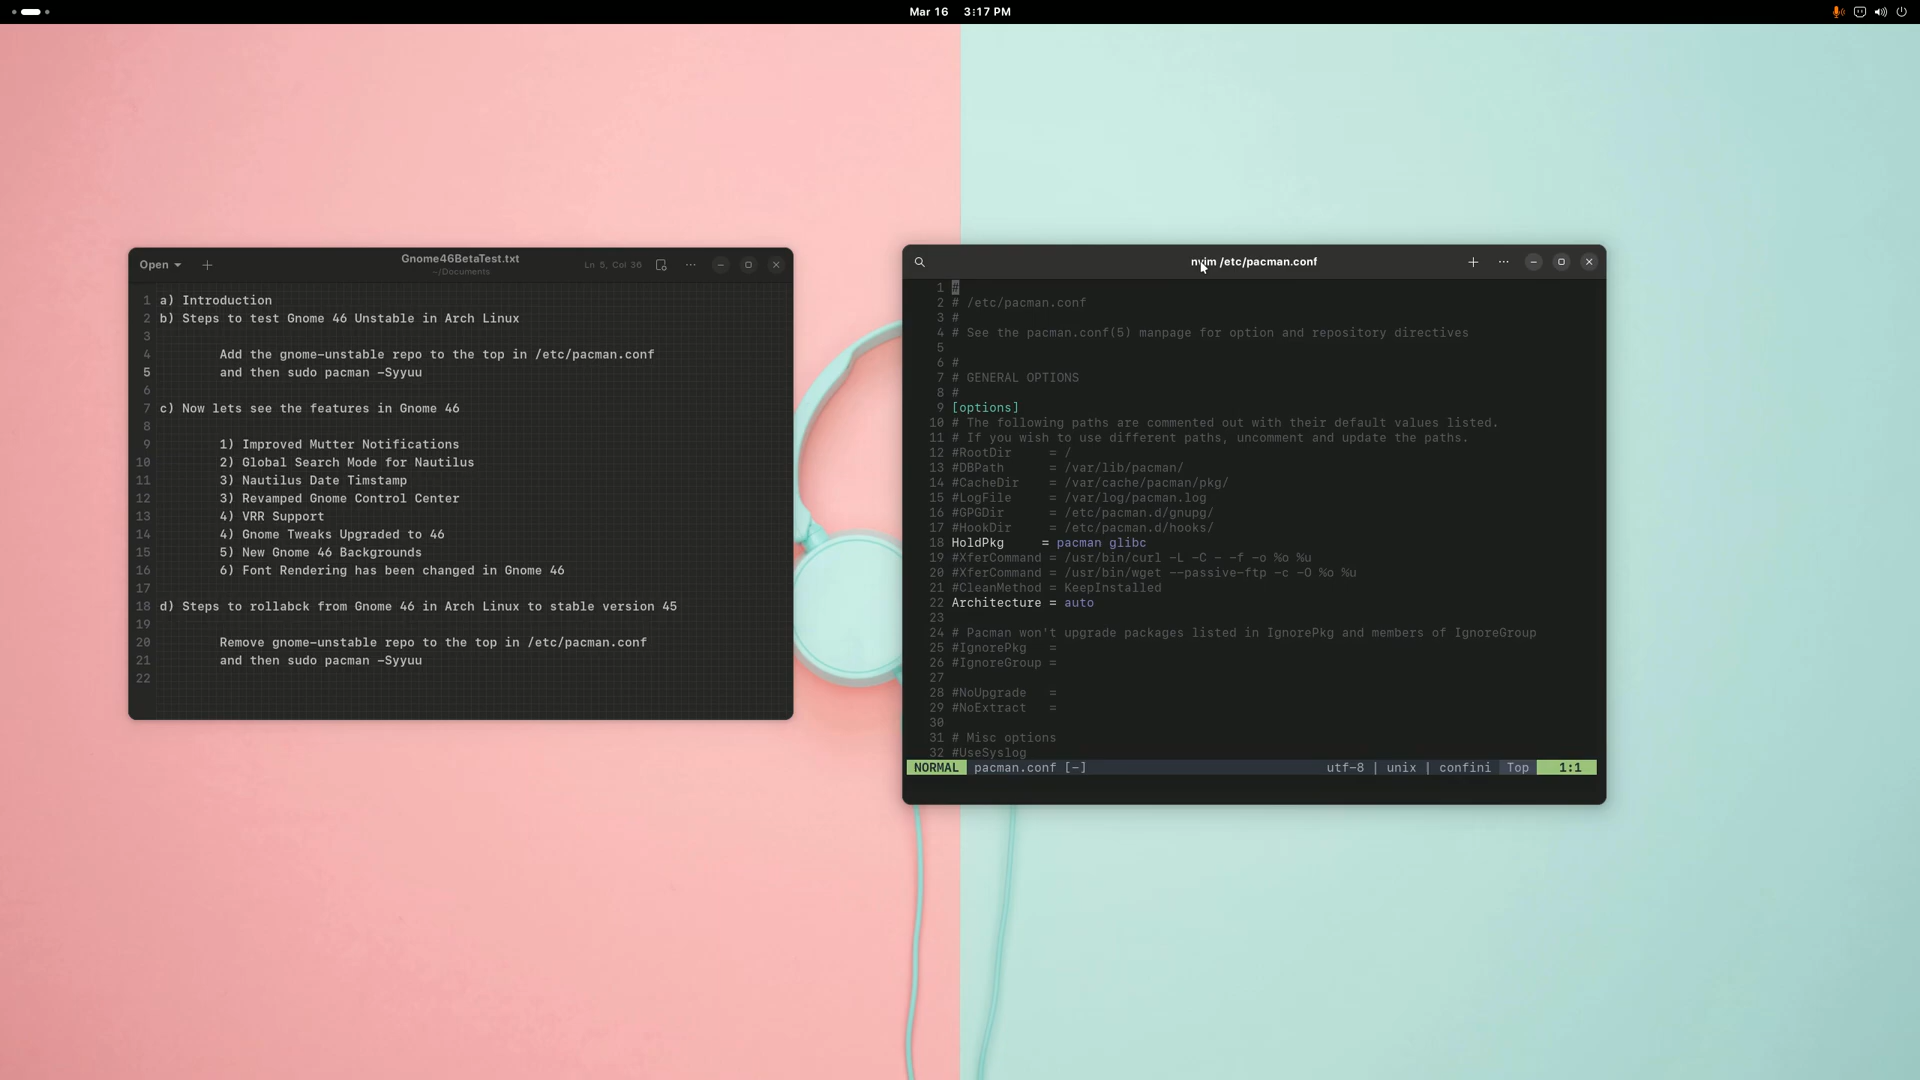 Mar 16 3:17 PM
Open
Gnome46BetaTest.txt
~/Documents
Ln 5, Col 36
1 a) Introduction
2 b) Steps to test Gnome 46 Unstable in Arch Linux
3
4 Add the gnome-unstable repo to the top in /etc/pacman.conf
5 and then sudo pacman -Syyuu
6
7 c) Now lets see the features in Gnome 46
8
9 1) Improved Mutter Notifications
10 2) Global Search Mode for Nautilus
11 3) Nautilus Date Timstamp
12 3) Revamped Gnome Control Center
13 4) VRR Support
14 4) Gnome Tweaks Upgraded to 46
15 5) New Gnome 46 Backgrounds
16 6) Font Rendering has been changed in Gnome 46
17
18 d) Steps to rollabck from Gnome 46 in Arch Linux to stable version 45
19
20 Remove gnome-unstable repo to the top in /etc/pacman.conf
21 and then sudo pacman -Syyuu
22
nvim /etc/pacman.conf
1 #
2 # /etc/pacman.conf
3 #
4 # See the pacman.conf(5) manpage for option and repository directives
5
6 #
7 # GENERAL OPTIONS
8 #
9 [options]
10 # The following paths are commented out with their default values listed.
11 # If you wish to use different paths, uncomment and update the paths.
12 #RootDir     = /
13 #DBPath      = /var/lib/pacman/
14 #CacheDir    = /var/cache/pacman/pkg/
15 #LogFile     = /var/log/pacman.log
16 #GPGDir      = /etc/pacman.d/gnupg/
17 #HookDir     = /etc/pacman.d/hooks/
18 HoldPkg     = pacman glibc
19 #XferCommand = /usr/bin/curl -L -C - -f -o %o %u
20 #XferCommand = /usr/bin/wget --passive-ftp -c -O %o %u
21 #CleanMethod = KeepInstalled
22 Architecture = auto
23
24 # Pacman won't upgrade packages listed in IgnorePkg and members of IgnoreGroup
25 #IgnorePkg   =
26 #IgnoreGroup =
27
28 #NoUpgrade   =
29 #NoExtract   =
30
31 # Misc options
32 #UseSyslog
NORMAL pacman.conf [-] utf-8 | unix | confini Top 1:1